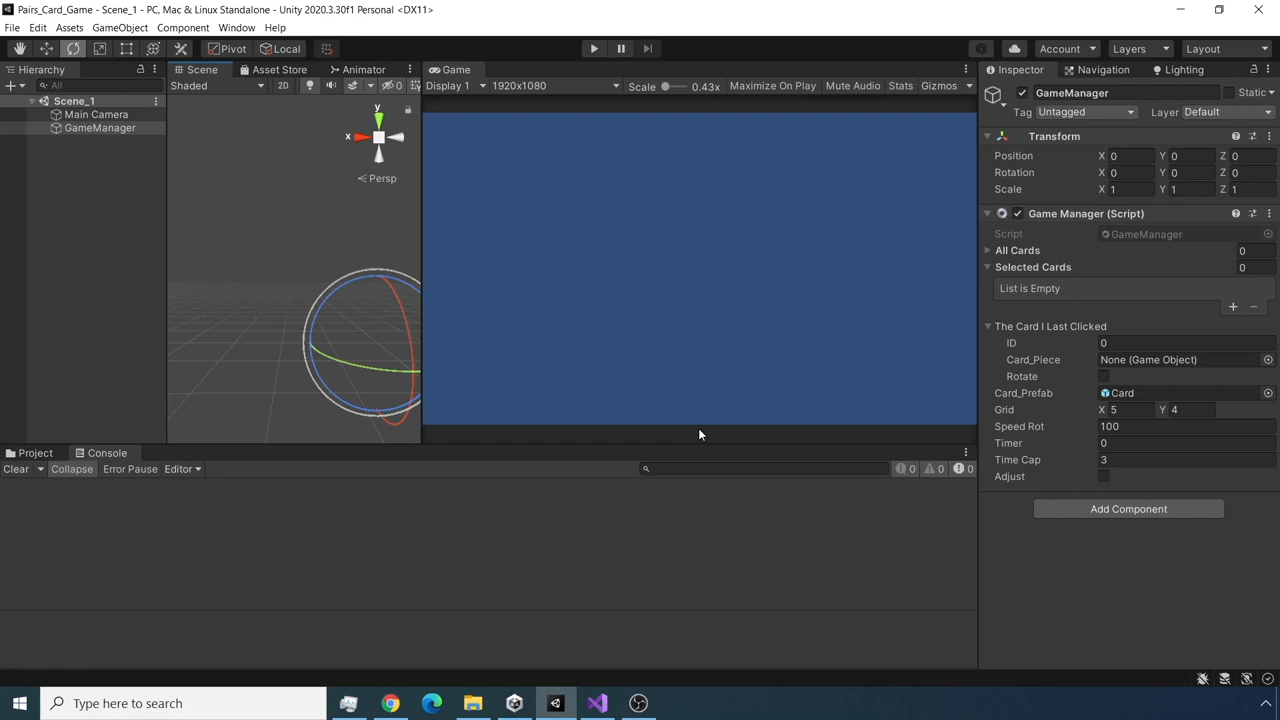 Pairs_Card_Game - Scene_1 - PC, Mac & Linux Standalone - Unity 2020.3.30f1 Personal <DX11>
File Edit Assets GameObject Component Window Help
Pivot Local Account Layers Layout
Hierarchy Scene Asset Store Animator Game Inspector Navigation Lighting
All Shaded 2D 0 Display 1 1920x1080 Scale 0.43x Maximize On Play Mute Audio Stats Gizmos GameManager Static
Scene_1
Main Camera
GameManager
y
x
Persp
Tag Untagged Layer Default
Transform
Position X 0 Y 0 Z 0
Rotation X 0 Y 0 Z 0
Scale X 1 Y 1 Z 1
Game Manager (Script)
Script GameManager
All Cards 0
Selected Cards 0
List is Empty
The Card I Last Clicked
ID 0
Card_Piece None (Game Object)
Rotate
Card_Prefab Card
Grid X 5 Y 4
Speed Rot 100
Timer 0
Time Cap 3
Adjust
Add Component
Project Console
Clear Collapse Error Pause Editor 0 0 0
Type here to search